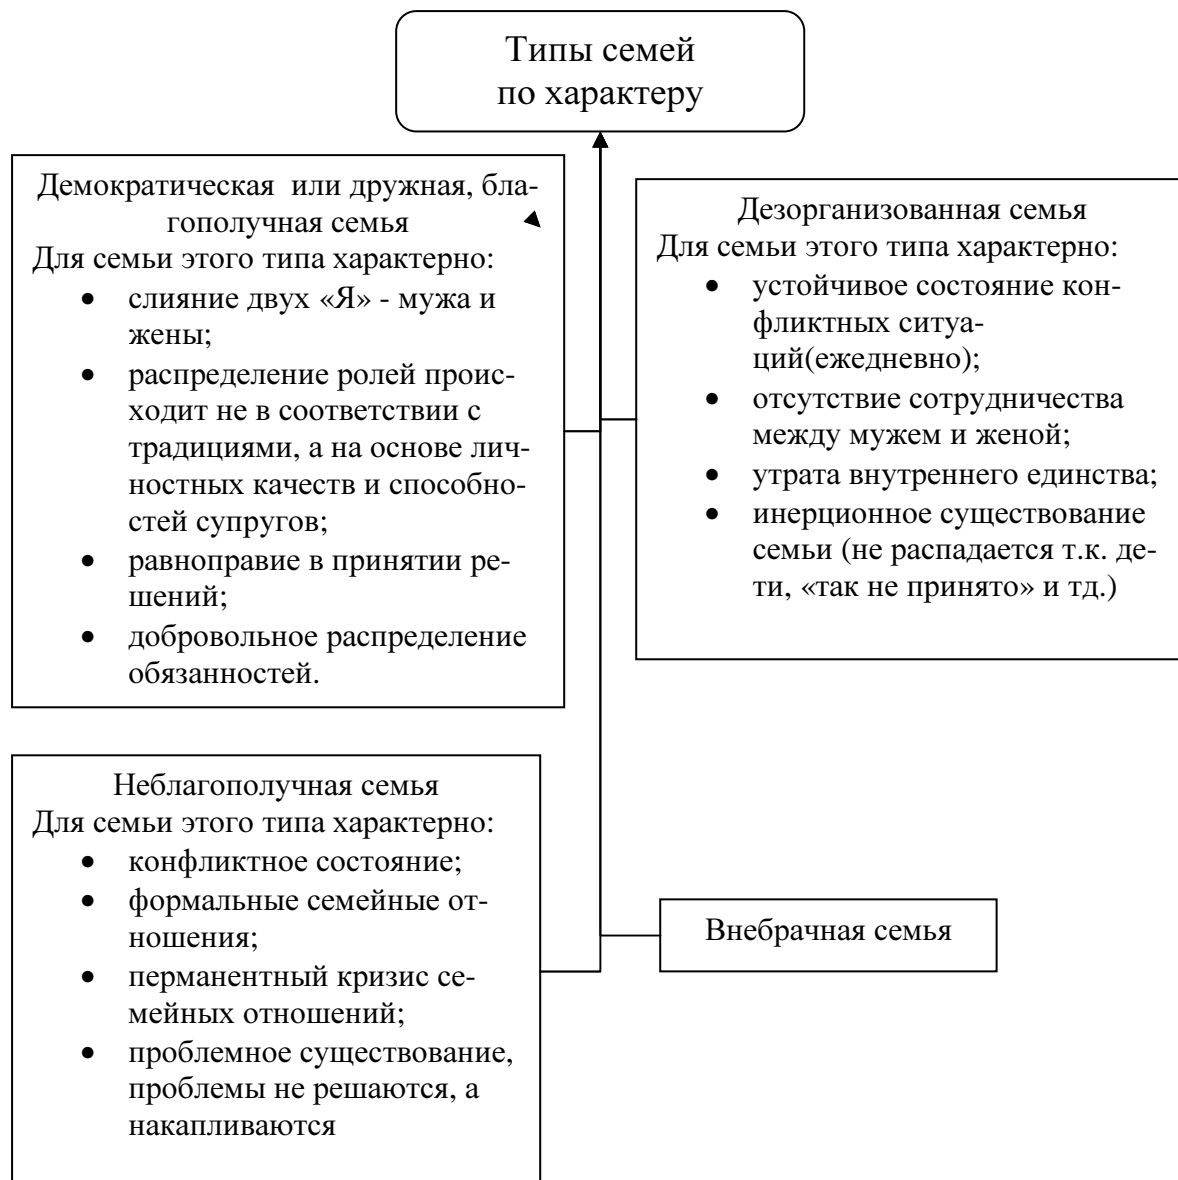 Типы семей
по характеру
Демократическая или дружная, бла-
гополучная семья
Для семьи этого типа характерно:
• слияние двух «Я» - мужа и
жены;
• распределение ролей проис-
ходит не в соответствии с
традициями, а на основе лич-
ностных качеств и способно-
стей супругов;
• равноправие в принятии ре-
шений;
• добровольное распределение
обязанностей.
Дезорганизованная семья
Для семьи этого типа характерно:
• устойчивое состояние кон-
фликтных ситуа-
ций(ежедневно);
• отсутствие сотрудничества
между мужем и женой;
• утрата внутреннего единства;
• инерционное существование
семьи (не распадается т.к. де-
ти, «так не принято» и тд.)
Неблагополучная семья
Для семьи этого типа характерно:
• конфликтное состояние;
• формальные семейные от-
ношения;
• перманентный кризис се-
мейных отношений;
• проблемное существование,
проблемы не решаются, а
накапливаются
Внебрачная семья